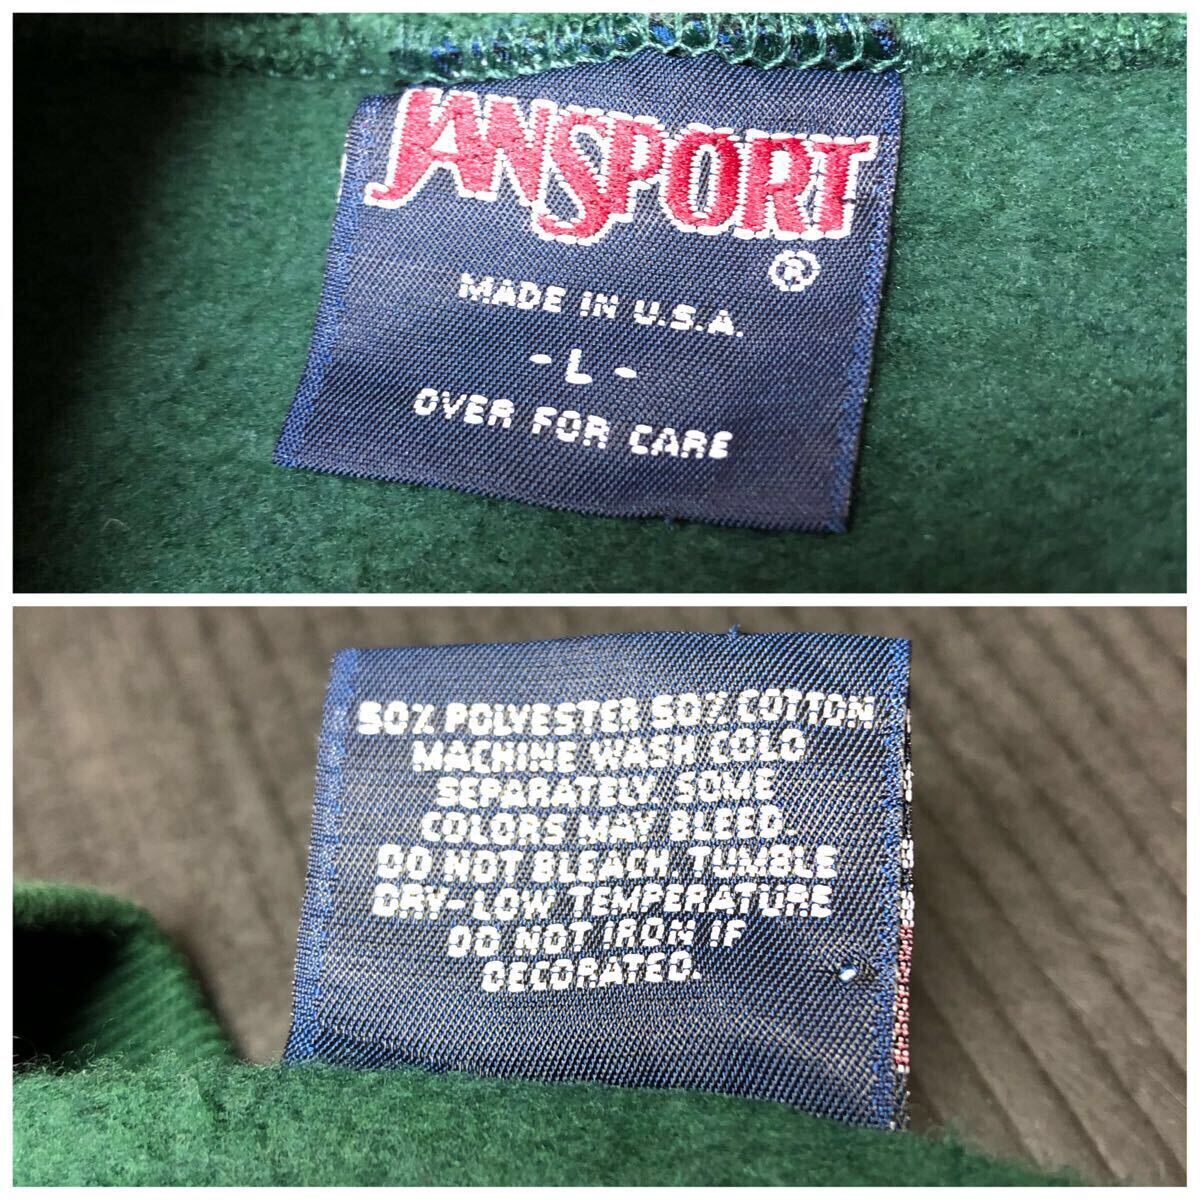 JANSPORT
®
MADE IN U.S.A.
- L -
OVER FOR CARE
50% POLYESTER 50% COTTON
MACHINE WASH COLD
SEPARATELY, SOME
COLORS MAY BLEED.
DO NOT BLEACH, TUMBLE
DRY-LOW TEMPERATURE
DO NOT IRON IF
DECORATED.